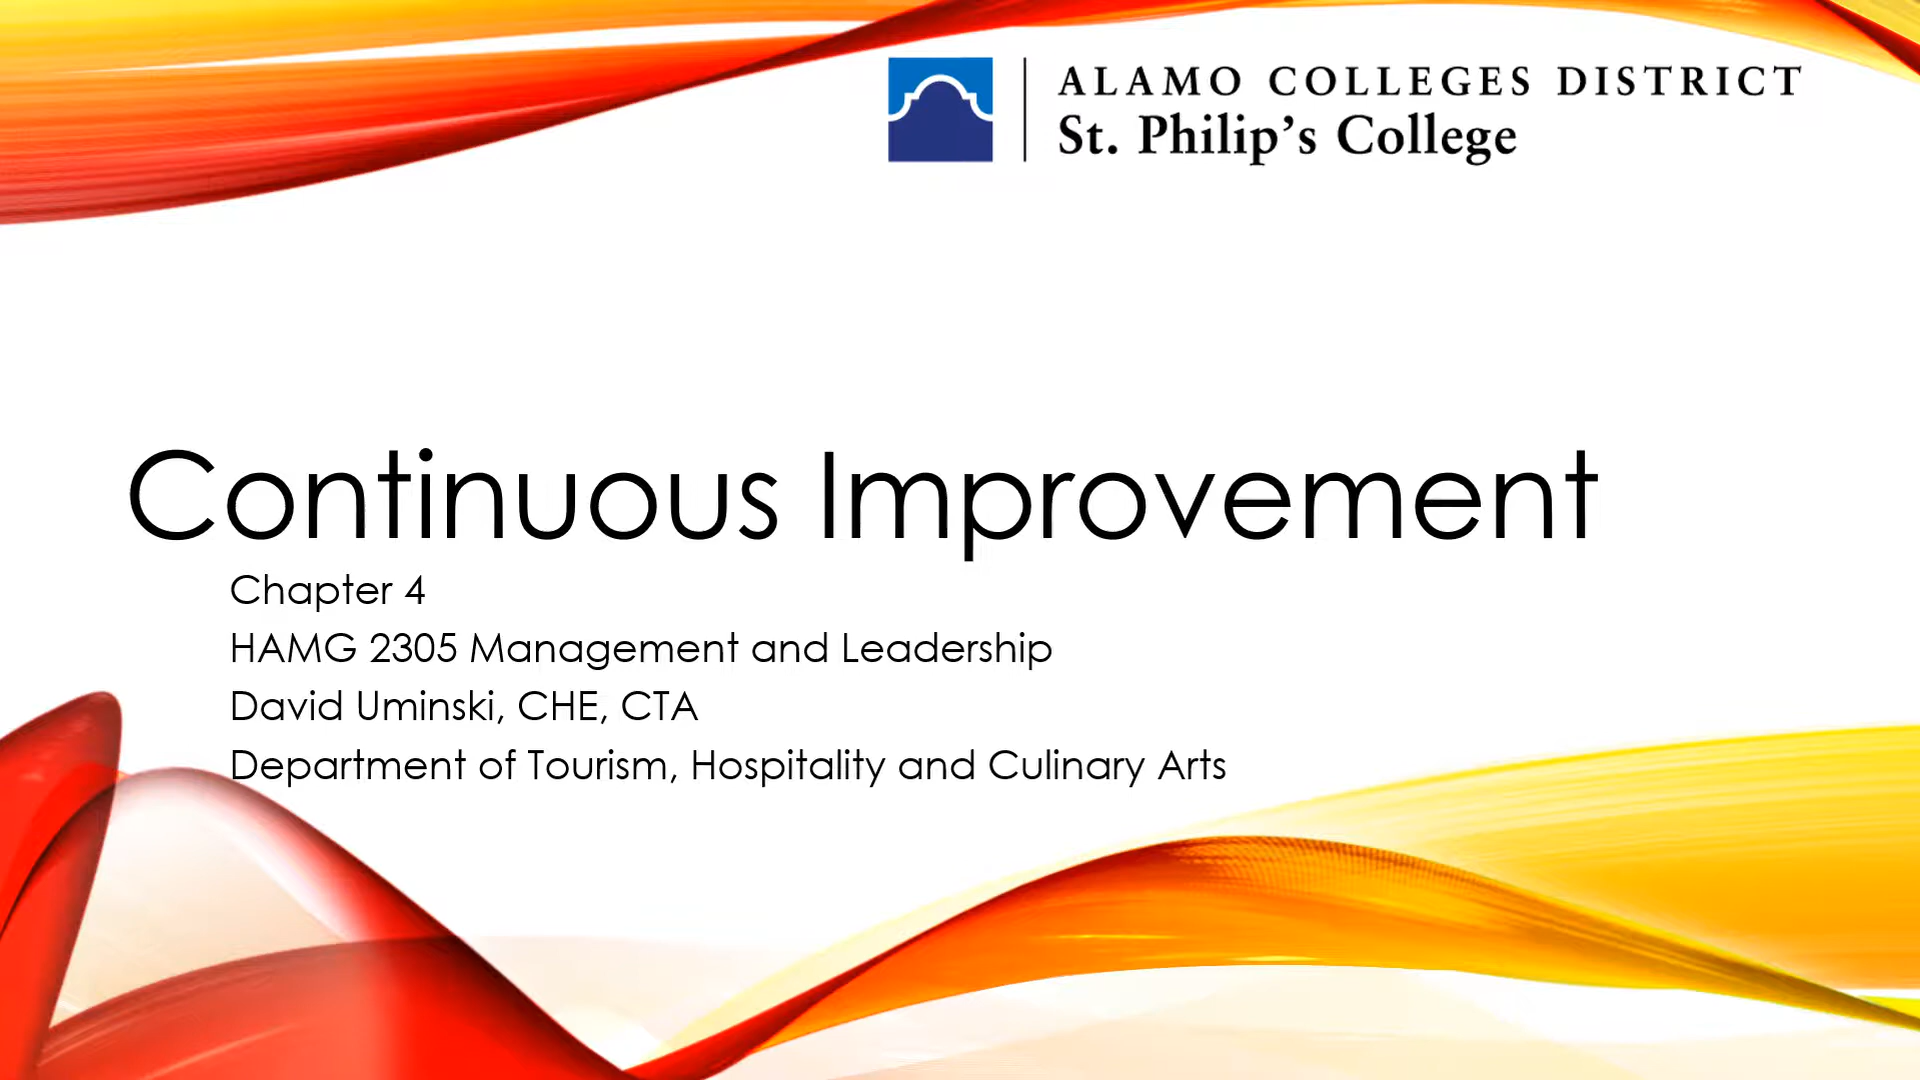 ALAMO COLLEGES DISTRICT
St. Philip's College
Continuous Improvement
Chapter 4
HAMG 2305 Management and Leadership
David Uminski, CHE, CTA
Department of Tourism, Hospitality and Culinary Arts